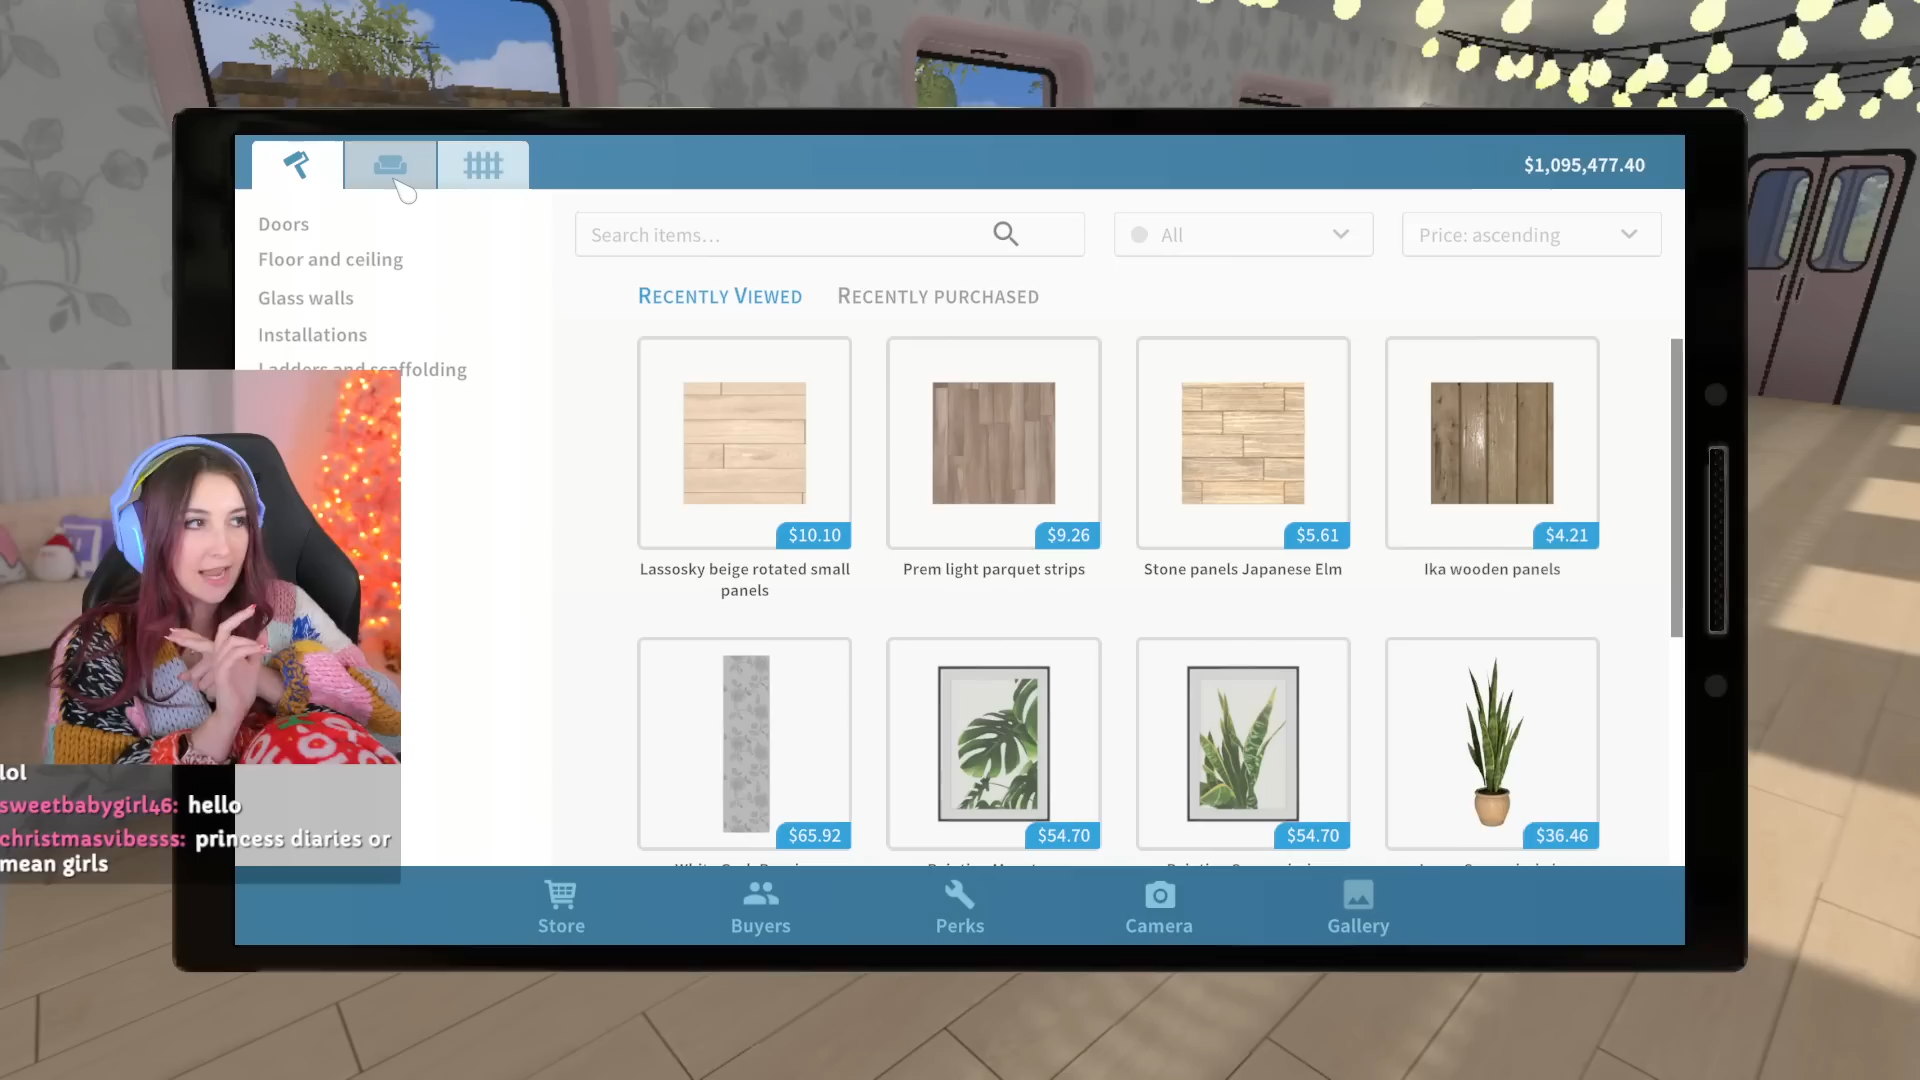 $1,095,477.40
Doors
Floor and ceiling
Glass walls
Installations
Ladders and scaffolding
Search items...
All
Price: ascending
RECENTLY VIEWED
RECENTLY PURCHASED
$10.10
$9.26
$5.61
$4.21
Lassosky beige rotated small
panels
Prem light parquet strips
Stone panels Japanese Elm
Ika wooden panels
$65.92
$54.70
$54.70
$36.46
lol
sweetbabygirl46: hello
christmasvibesss: princess diaries or
mean girls
Store
Buyers
Perks
Camera
Gallery